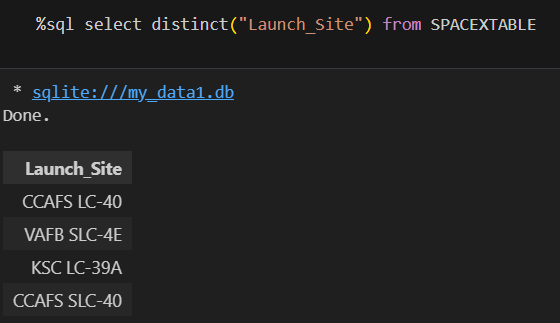 %sql select distinct("Launch_Site") from SPACEXTABLE
* sqlite:///my_data1.db
Done.
Launch_Site
CCAFS LC-40
VAFB SLC-4E
KSC LC-39A
CCAFS SLC-40